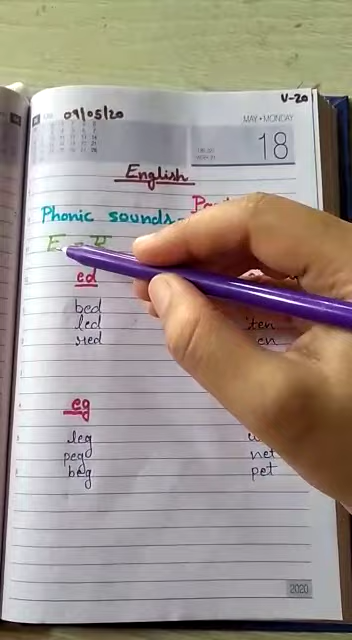 V-20
09/05/20
MAY • MONDAY
18
English
Phonic sounds-
E -
ed
bed
led
red
ten
en
eg
leg
peg
beg
net
pet
2020